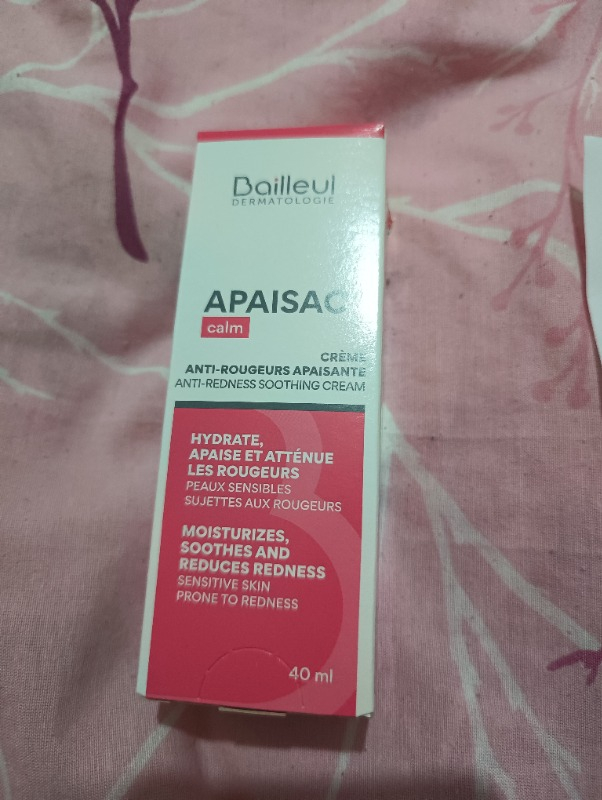 Bailleul
DERMATOLOGIE
APAISAC
calm
CRÈME
ANTI-ROUGEURS APAISANTE
ANTI-REDNESS SOOTHING CREAM
HYDRATE,
APAISE ET ATTÉNUE
LES ROUGEURS
PEAUX SENSIBLES
SUJETTES AUX ROUGEURS
MOISTURIZES,
SOOTHES AND
REDUCES REDNESS
SENSITIVE SKIN
PRONE TO REDNESS
40 ml